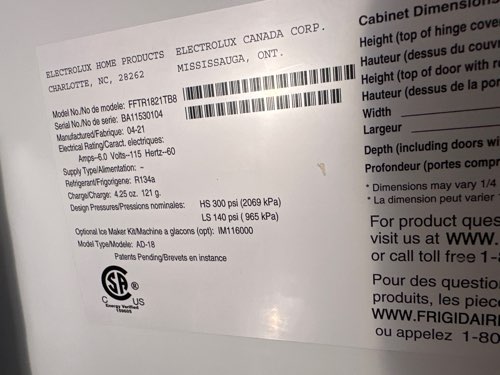 ELECTROLUX HOME PRODUCTS ELECTROLUX CANADA CORP.
CHARLOTTE, NC, 28262 MISSISSAUGA, ONT.
Model No./No de modele: FFTR1821TB8
Serial No./No de serie: BA11530104
Manufactured/Fabrique: 04-21
Electrical Rating/Caract. electriques:
Amps-6.0 Volts--115 Hertz--60
Supply Type/Alimentation: -
Refrigerant/Frigorigene: R134a
Charge/Charge: 4.25 oz. 121 g.
Design Pressures/Pressions nominales: HS 300 psi (2069 kPa)
LS 140 psi ( 965 kPa)
Optional Ice Maker Kit/Machine a glacons (opt): IM116000
Model Type/Modele: AD-18
Patents Pending/Brevets en instance
SA ®
C US
Energy Verified
Cabinet Dimensions
Height (top of hinge cove
Hauteur (dessus du couv
Height (top of door with r
Hauteur (dessus de la por
Width
Largeur
Depth (including doors wi
Profondeur (portes compr
* Dimensions may vary 1/4
* La dimension peut varier
For product ques
visit us at WWW.
or call toll free 1-8
Pour des questio
produits, les piec
WWW.FRIGIDAIR
ou appelez 1-80